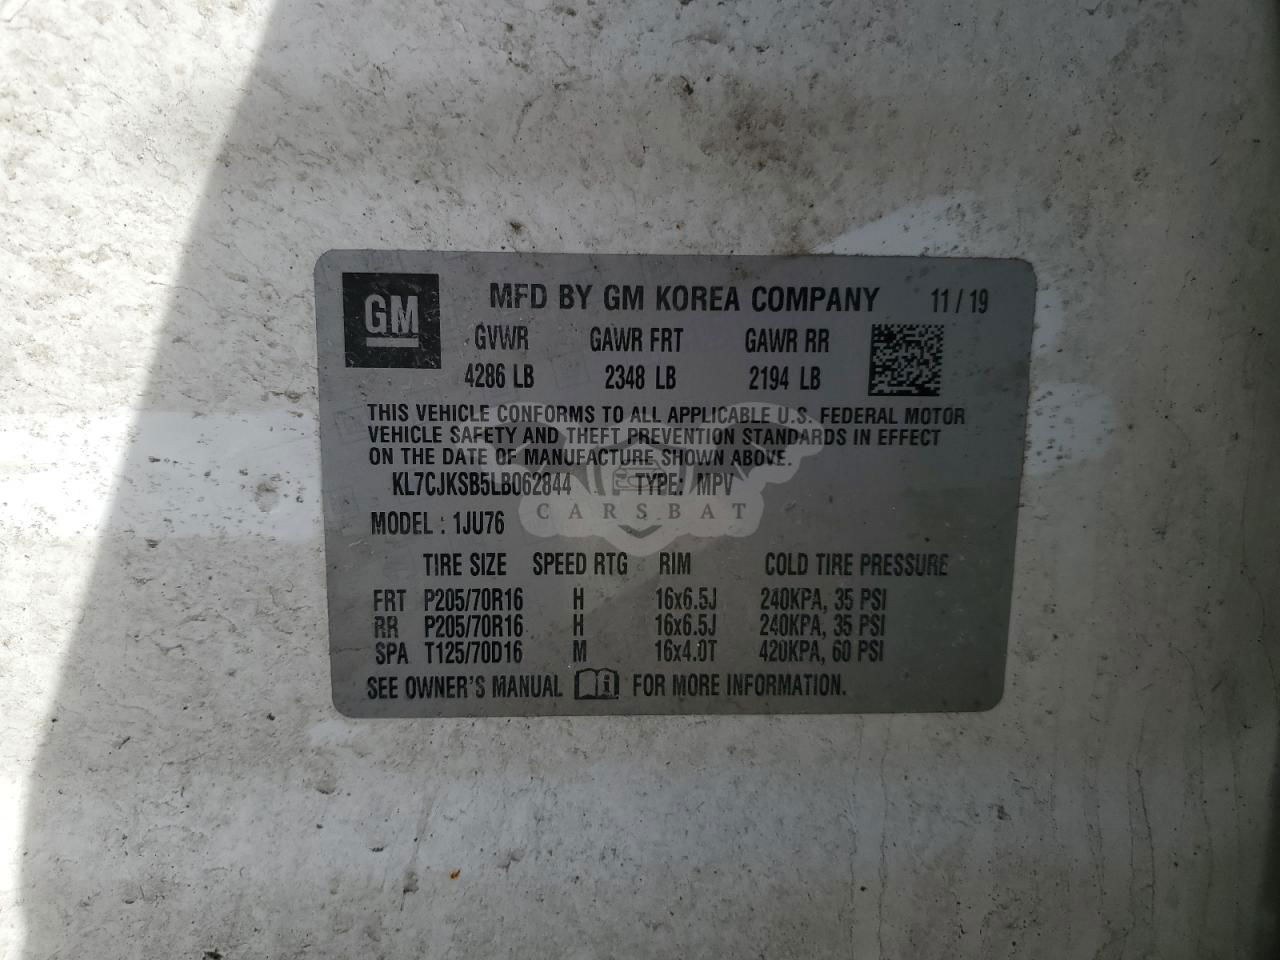 GM
MFD BY GM KOREA COMPANY 11 / 19
GVWR GAWR FRT GAWR RR
4286 LB 2348 LB 2194 LB
THIS VEHICLE CONFORMS TO ALL APPLICABLE U.S. FEDERAL MOTOR
VEHICLE SAFETY AND THEFT PREVENTION STANDARDS IN EFFECT
ON THE DATE OF MANUFACTURE SHOWN ABOVE.
KL7CJKSB5LB062844 TYPE: MPV
CARSBAT
MODEL : 1JU76
TIRE SIZE SPEED RTG RIM COLD TIRE PRESSURE
FRT P205/70R16 H 16x6.5J 240KPA, 35 PSI
RR P205/70R16 H 16x6.5J 240KPA, 35 PSI
SPA T125/70D16 M 16x4.0T 420KPA, 60 PSI
SEE OWNER'S MANUAL i FOR MORE INFORMATION.